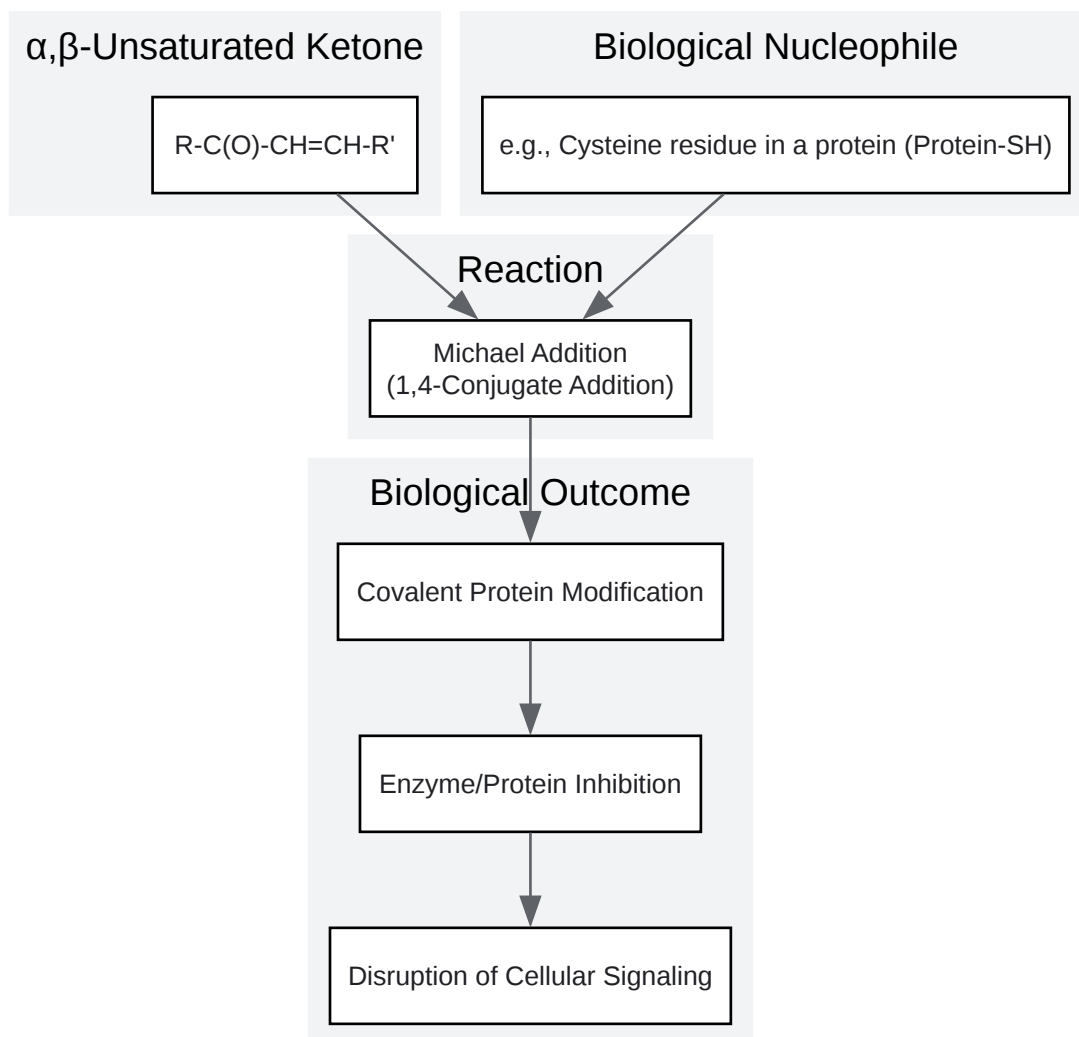 α,β-Unsaturated Ketone
R-C(O)-CH=CH-R'
Biological Nucleophile
e.g., Cysteine residue in a protein (Protein-SH)
Reaction
Michael Addition
(1,4-Conjugate Addition)
Biological Outcome
Covalent Protein Modification
Enzyme/Protein Inhibition
Disruption of Cellular Signaling